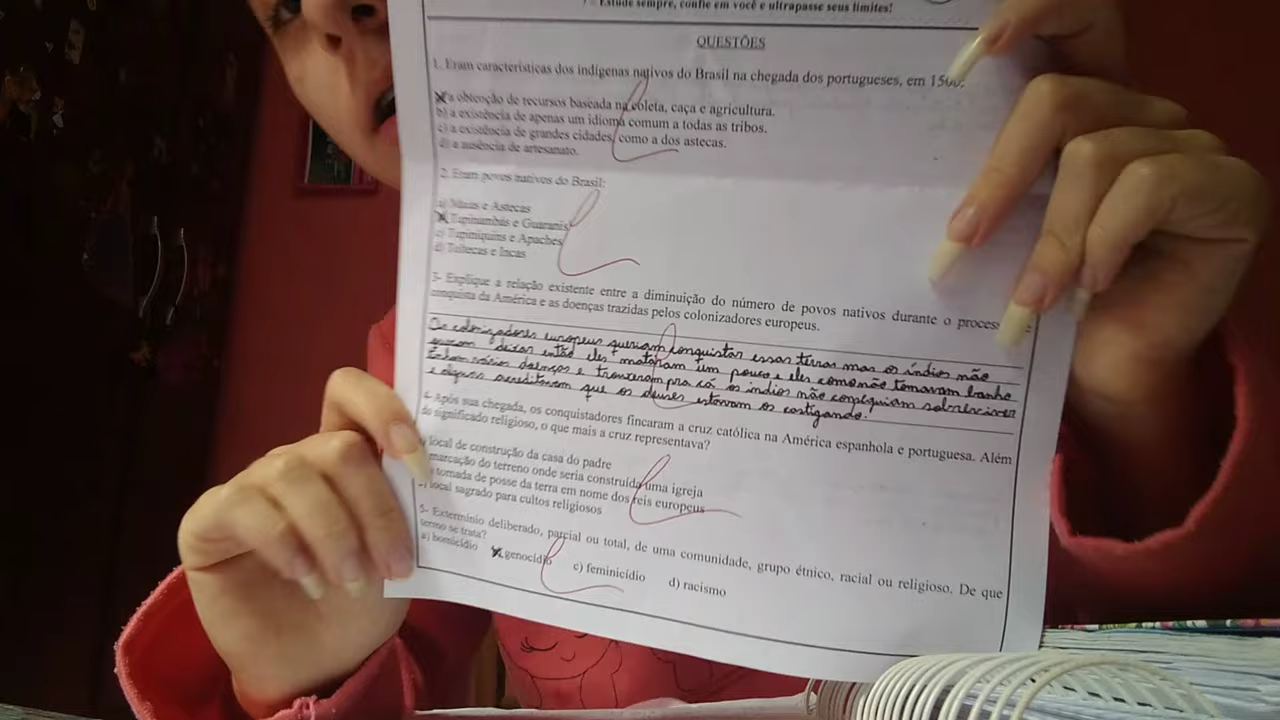 Estude sempre, confie em você e ultrapasse seus limites!
QUESTÕES
1. Eram características dos indígenas nativos do Brasil na chegada dos portugueses, em 1500:
a obtenção de recursos baseada na coleta, caça e agricultura.
b) a existência de apenas um idioma comum a todas as tribos.
c) a existência de grandes cidades, como a dos astecas.
d) a ausência de artesanato.
2. Eram povos nativos do Brasil:
a) Maias e Astecas
Tupinambás e Guaranis
c) Tupiniquins e Apaches
d) Toltecas e Incas
3- Explique a relação existente entre a diminuição do número de povos nativos durante o processo
conquista da América e as doenças trazidas pelos colonizadores europeus.
Os colonizadores europeus queriam conquistar essas terras mas os índios não
deixar então eles mataram um pouco e eles como não tomavam banho
tinham várias doenças e trouxeram pra cá os índios não conseguiam sobreviver
e alguns acreditavam que os deuses estavam os castigando.
4- Após sua chegada, os conquistadores fincaram a cruz católica na América espanhola e portuguesa. Além
do significado religioso, o que mais a cruz representava?
local de construção da casa do padre
marcação do terreno onde seria construída uma igreja
tomada de posse da terra em nome dos reis europeus
local sagrado para cultos religiosos
5- Extermínio deliberado, parcial ou total, de uma comunidade, grupo étnico, racial ou religioso. De que
termo se trata?
a) homicídio genocídio c) feminicídio d) racismo